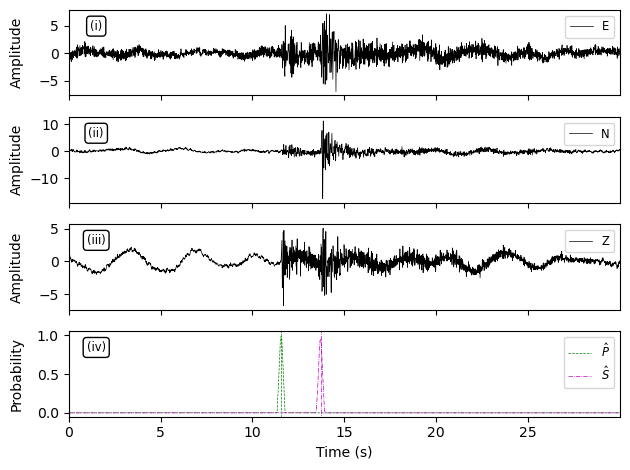 (i)
E
Amplitude
5
0
−5
(ii)
N
Amplitude
10
0
−10
(iii)
Z
Amplitude
5
0
−5
(iv)
P̂
Ŝ
Probability
1.0
0.5
0.0
0 5 10 15 20 25
Time (s)